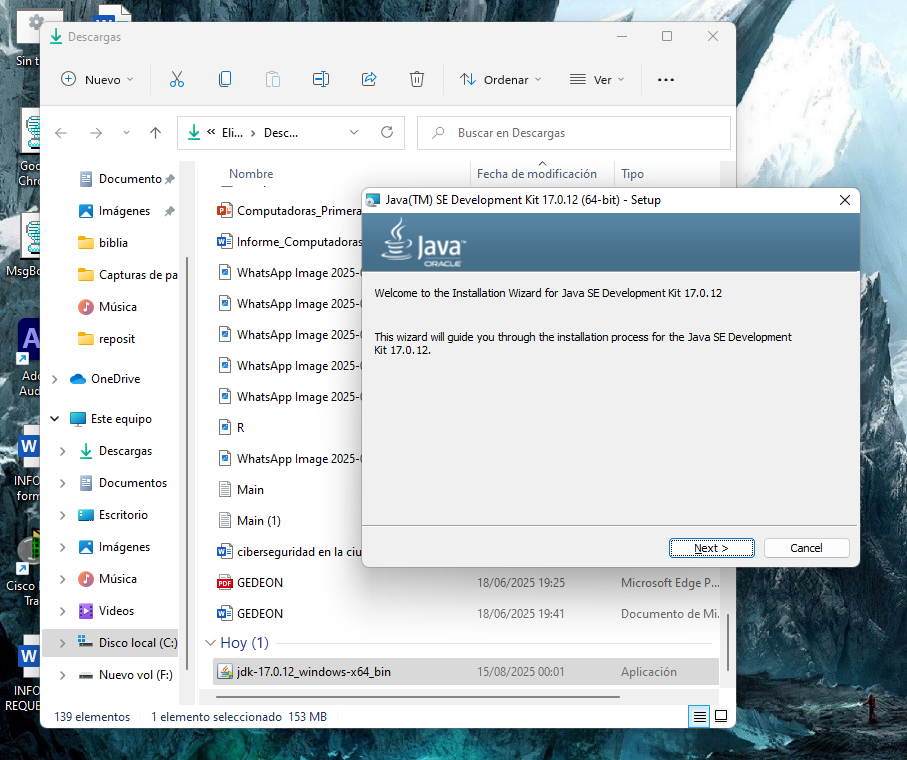 Sin t
Descargas
Nuevo
Ordenar
Ver
Eli...
Desc...
Buscar en Descargas
Nombre
Fecha de modificación
Tipo
Documento
Imágenes
biblia
Capturas de pa
Música
reposit
OneDrive
Este equipo
Descargas
Documentos
Escritorio
Imágenes
Música
Videos
Disco local (C:)
Nuevo vol (F:)
Computadoras_Primera
Informe_Computadoras
WhatsApp Image 2025-0
WhatsApp Image 2025-0
WhatsApp Image 2025-0
WhatsApp Image 2025-0
WhatsApp Image 2025-0
R
WhatsApp Image 2025-0
Main
Main (1)
ciberseguridad en la ciu
GEDEON 18/06/2025 19:25 Microsoft Edge P...
GEDEON 18/06/2025 19:41 Documento de Mi...
Hoy (1)
jdk-17.0.12_windows-x64_bin 15/08/2025 00:01 Aplicación
139 elementos
1 elemento seleccionado 153 MB
Java(TM) SE Development Kit 17.0.12 (64-bit) - Setup
Java™
ORACLE
Welcome to the Installation Wizard for Java SE Development Kit 17.0.12
This wizard will guide you through the installation process for the Java SE Development
Kit 17.0.12.
Next >
Cancel
Goo
Chro
MsgBo
Ado
Aud
INFO
form
Cisco
Tra
INFO
REQUE